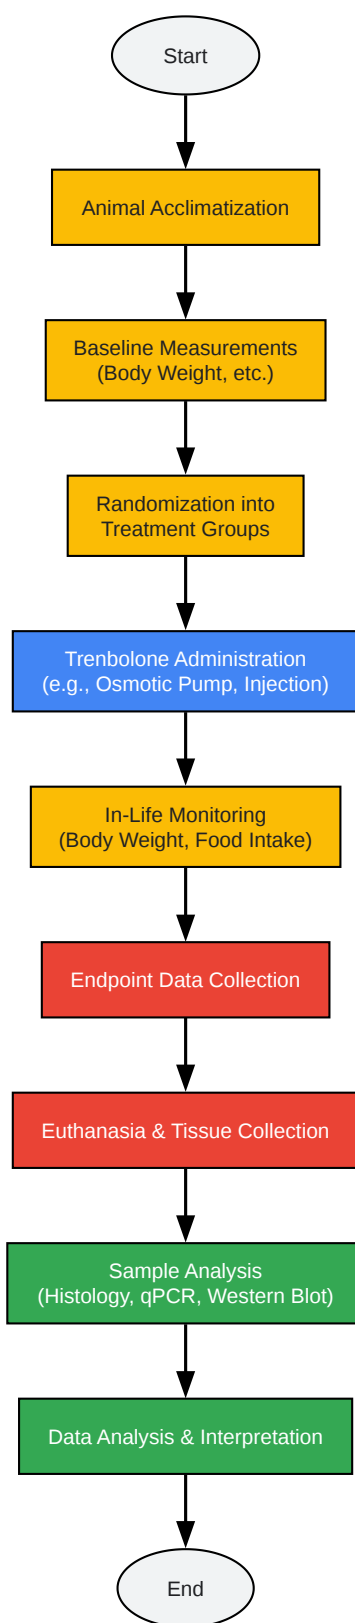 Start
Animal Acclimatization
Baseline Measurements
(Body Weight, etc.)
Randomization into
Treatment Groups
Trenbolone Administration
(e.g., Osmotic Pump, Injection)
In-Life Monitoring
(Body Weight, Food Intake)
Endpoint Data Collection
Euthanasia & Tissue Collection
Sample Analysis
(Histology, qPCR, Western Blot)
Data Analysis & Interpretation
End